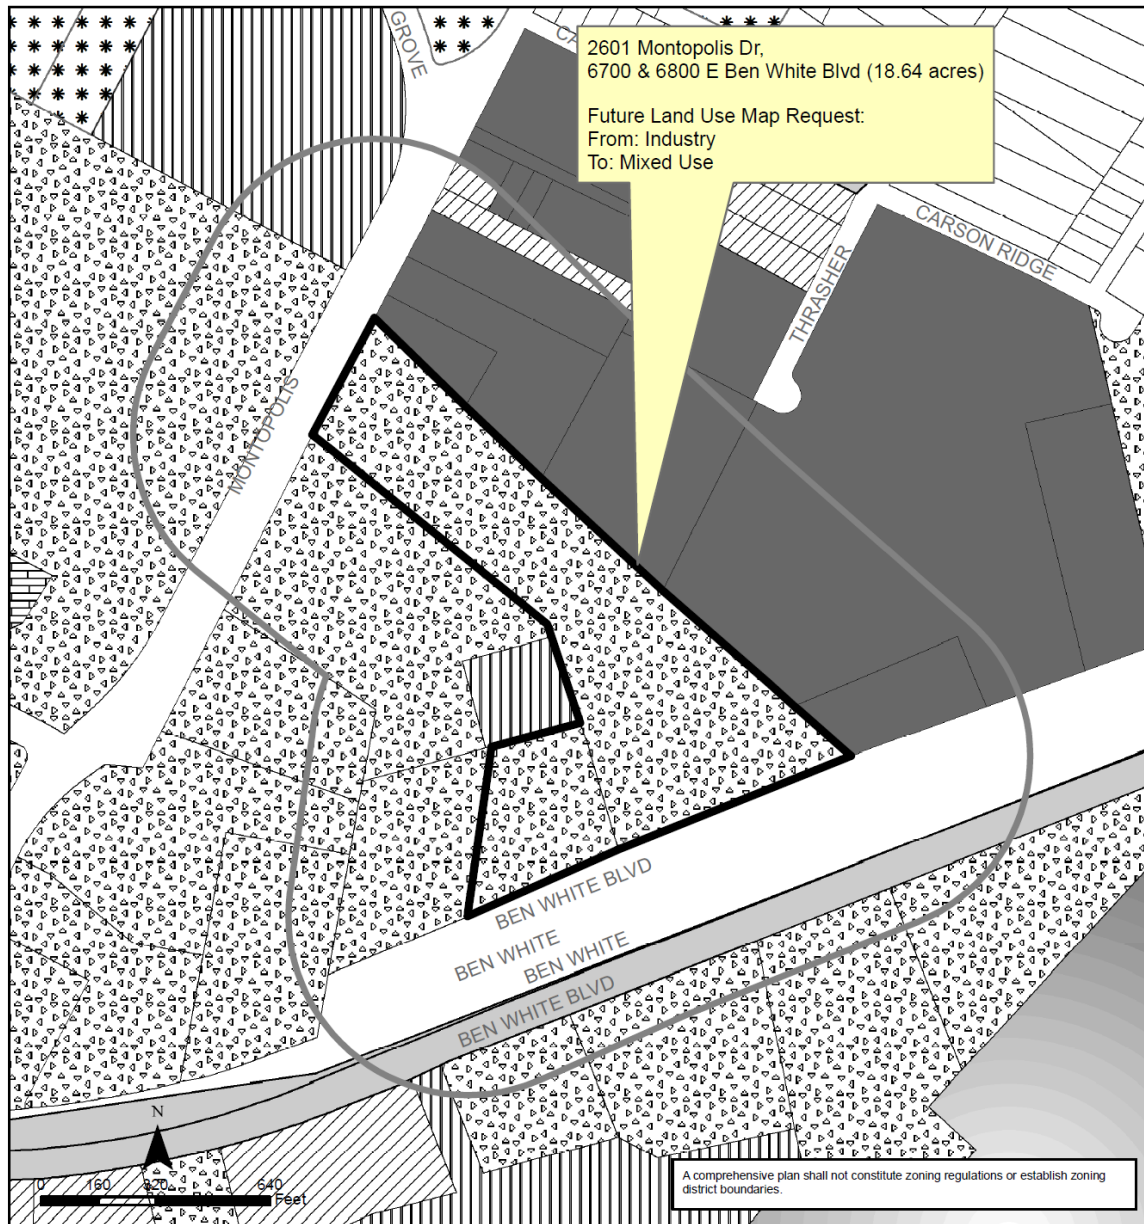 GROVE
2601 Montopolis Dr,
6700 & 6800 E Ben White Blvd (18.64 acres)
Future Land Use Map Request:
From: Industry
To: Mixed Use
CARSON RIDGE
THRASHER
MONTOPOLIS
BEN WHITE BLVD
BEN WHITE
BEN WHITE
BEN WHITE BLVD
N
0 160 320 640
Feet
A comprehensive plan shall not constitute zoning regulations or establish zoning
district boundaries.